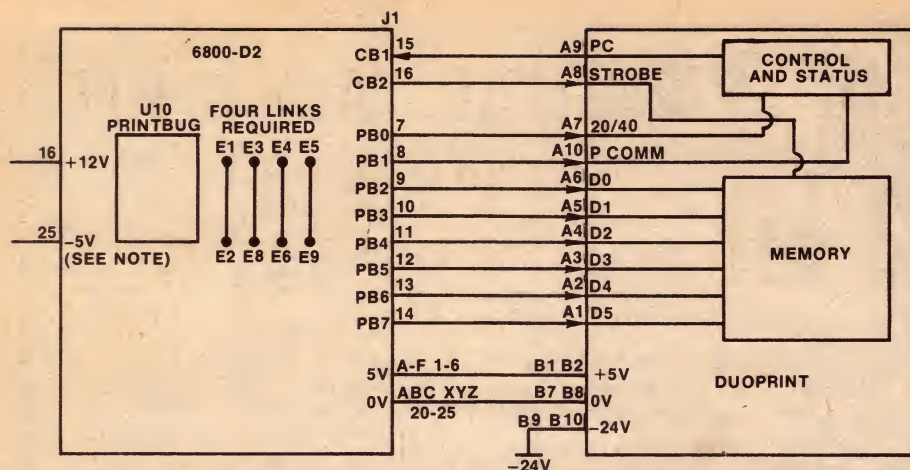 J1
6800-D2
U10
PRINTBUG
FOUR LINKS
REQUIRED
E1 E3 E4 E5
E2 E8 E6 E9
16 +12V
25 -5V
(SEE NOTE)
CB1 15 A9 PC
CB2 16 A8 STROBE
PB0 7 A7 20/40
PB1 8 A10 P COMM
PB2 9 A6 D0
PB3 10 A5 D1
PB4 11 A4 D2
PB5 12 A3 D3
PB6 13 A2 D4
PB7 14 A1 D5
5V A-F 1-6 B1 B2 +5V
0V ABC XYZ B7 B8 0V
20-25
B9 B10 -24V
-24V
CONTROL
AND STATUS
MEMORY
DUOPRINT